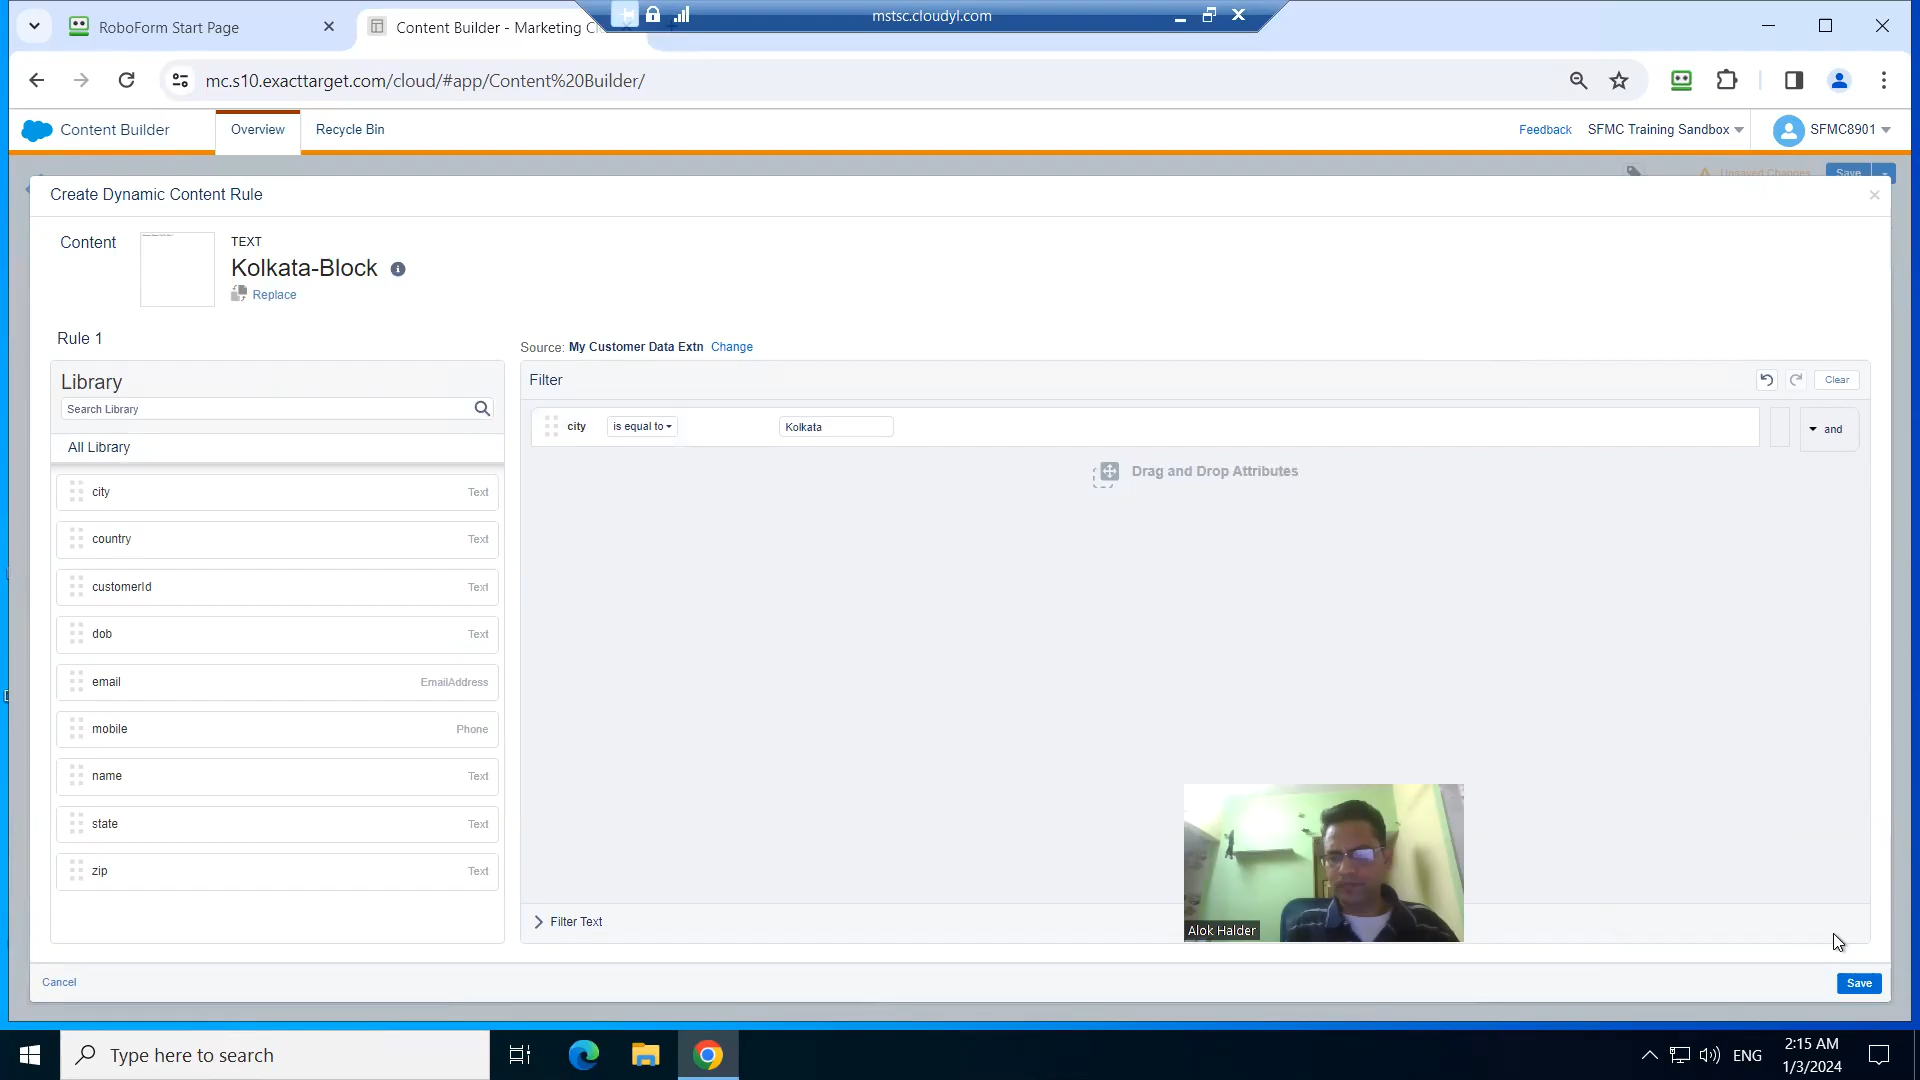 mstsc.cloudyl.com
RoboForm Start Page
Content Builder - Marketing Cl
mc.s10.exacttarget.com/cloud/#app/Content%20Builder/
Content Builder
Overview
Recycle Bin
Feedback
SFMC Training Sandbox
SFMC8901
Unsaved Changes
Save
Create Dynamic Content Rule
Content
TEXT
Kolkata-Block
Replace
Rule 1
Source: My Customer Data Extn Change
Library
Search Library
All Library
city Text
country Text
customerId Text
dob Text
email EmailAddress
mobile Phone
name Text
state Text
zip Text
Filter
Clear
city is equal to Kolkata
and
Drag and Drop Attributes
Filter Text
Alok Halder
Cancel
Save
Type here to search
ENG
2:15 AM
1/3/2024